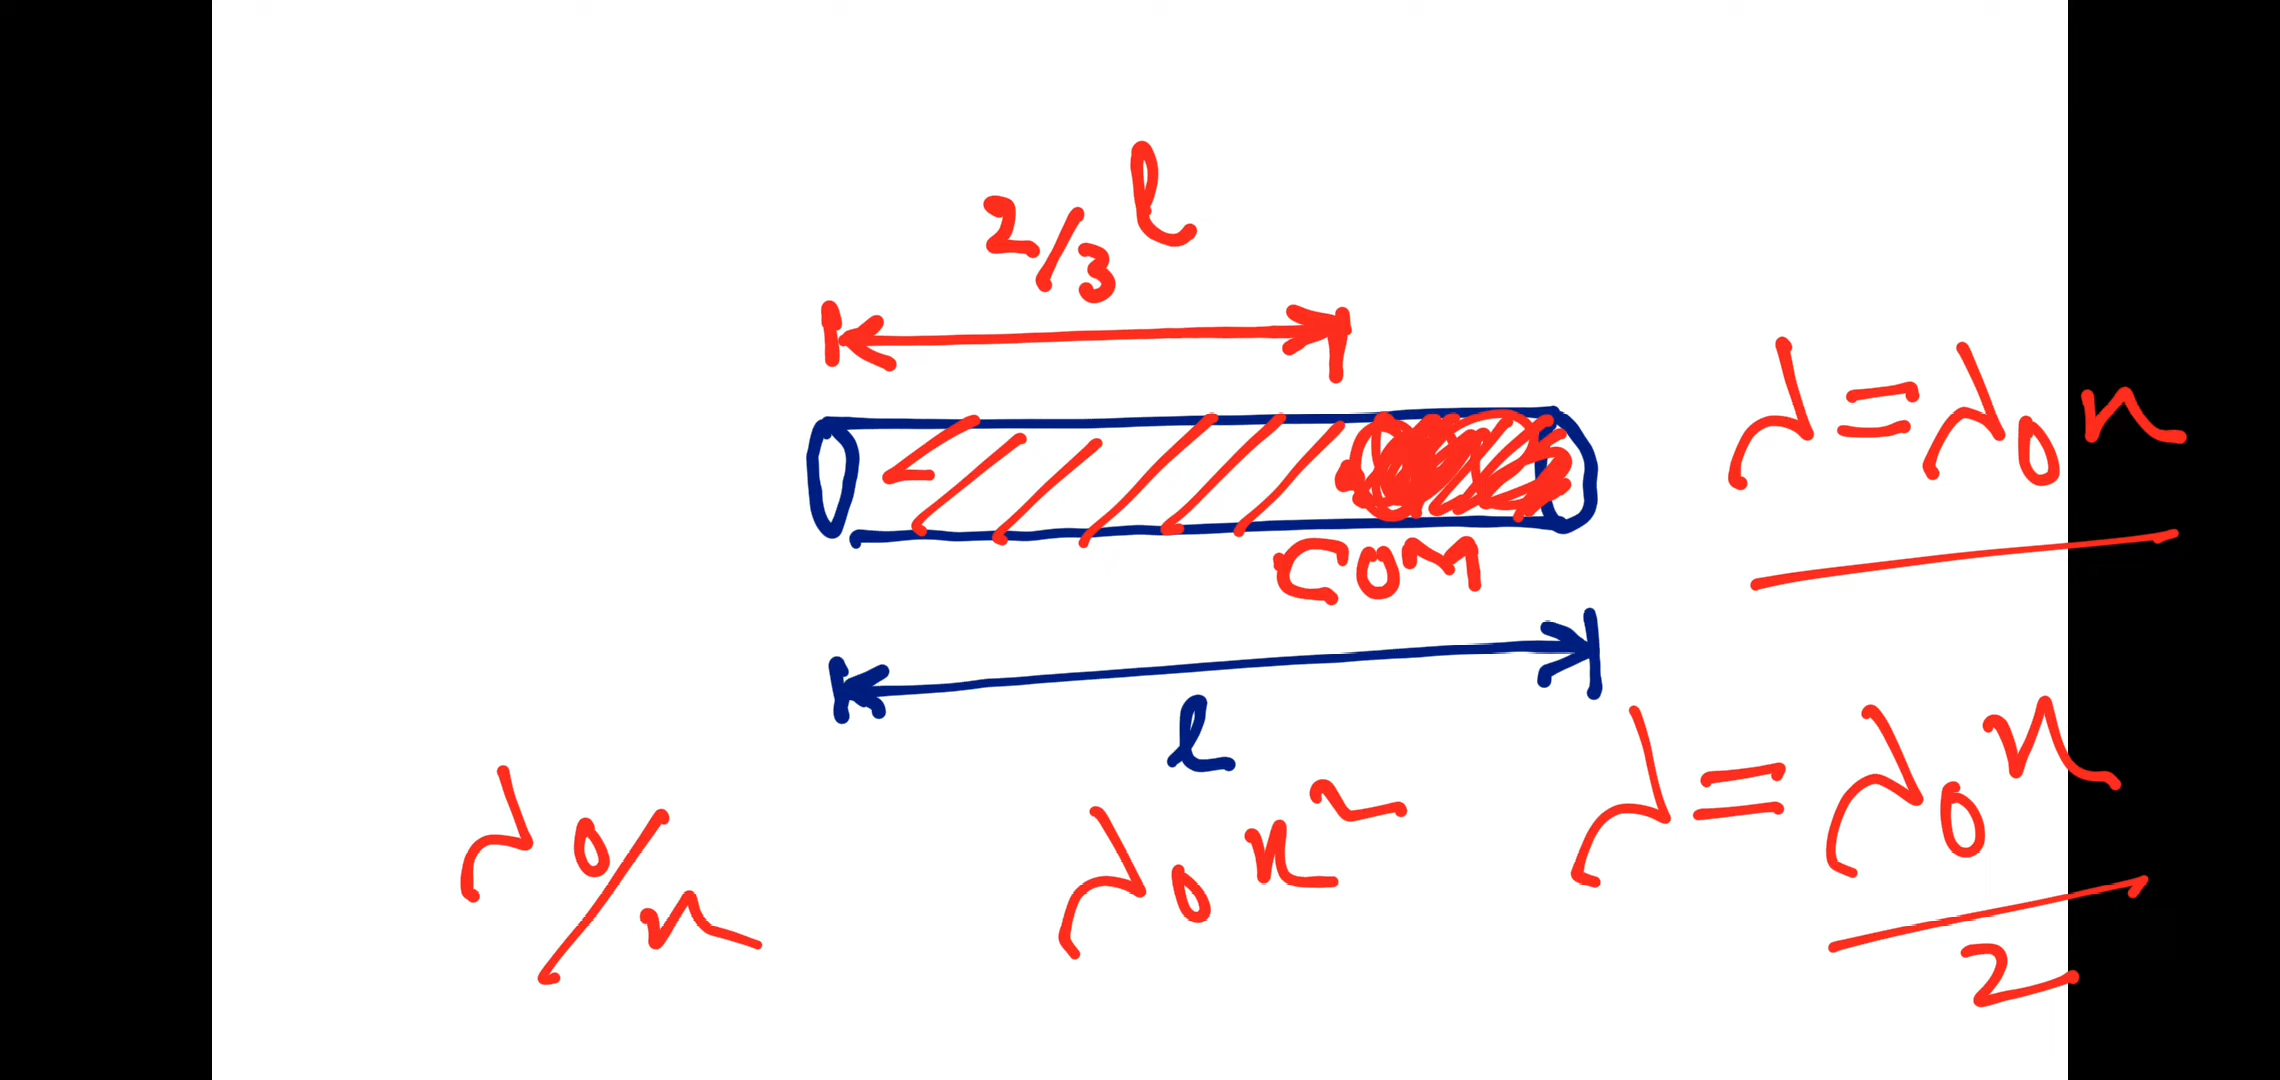 2/3 l
λ = λ₀x
COM
l
λ₀/x
λ₀x²
λ = λ₀x/2